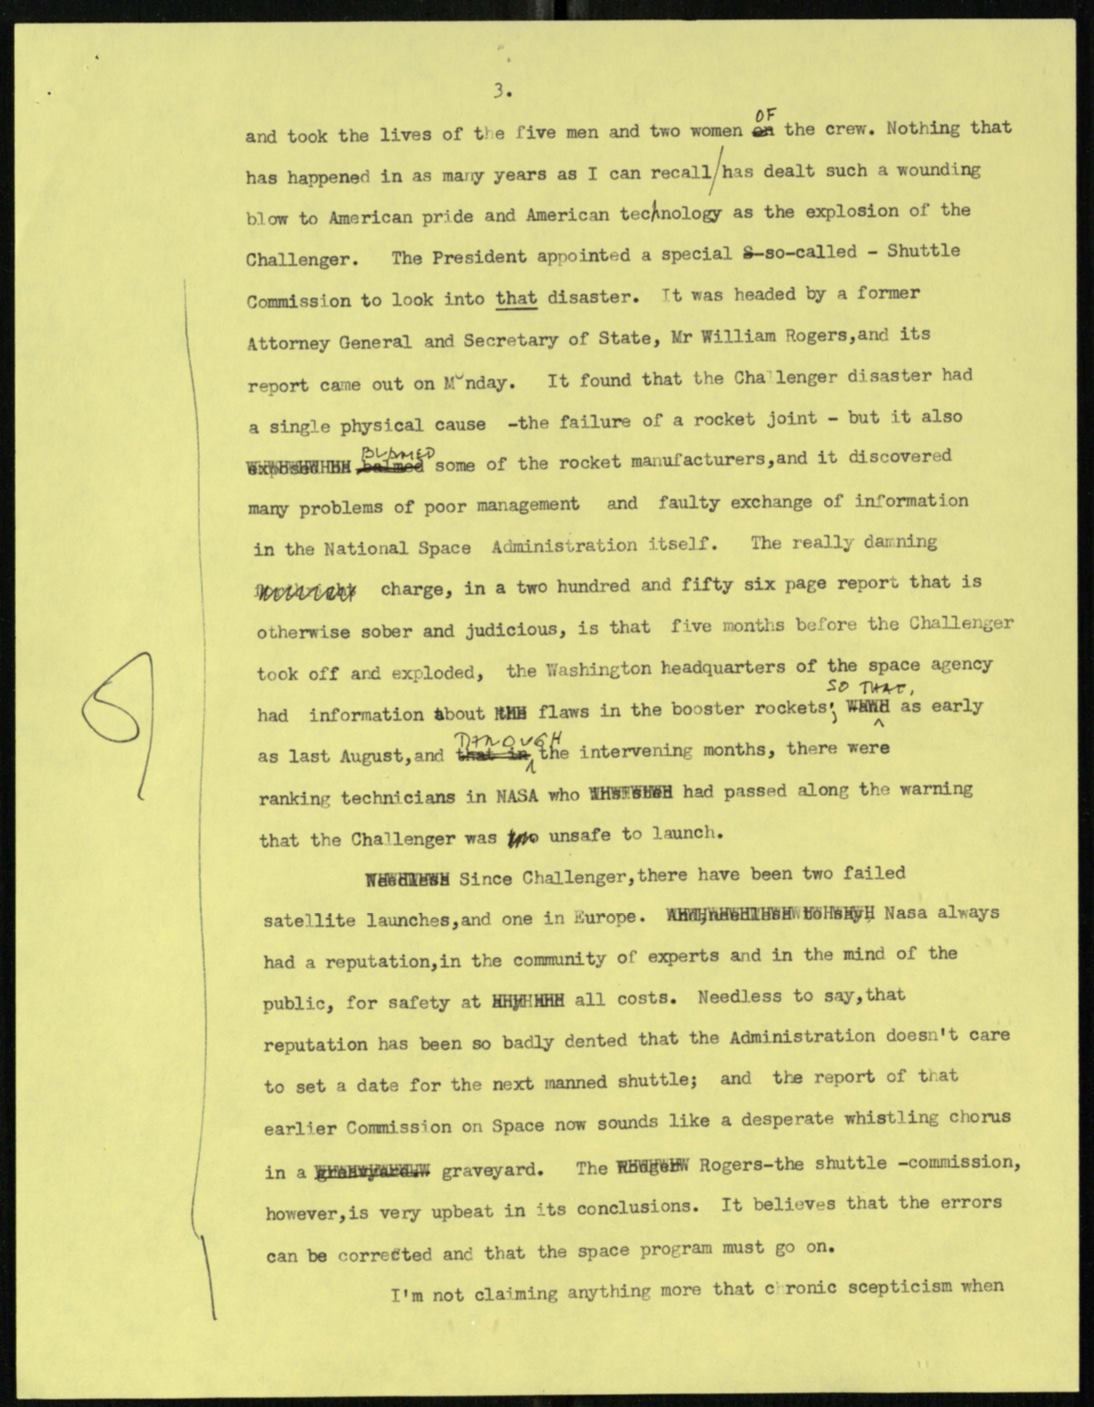 3.
OF
and took the lives of the five men and two women on the crew. Nothing that
has happened in as many years as I can recall/has dealt such a wounding
blow to American pride and American technology as the explosion of the
Challenger. The President appointed a special S-so-called - Shuttle
Commission to look into that disaster. It was headed by a former
Attorney General and Secretary of State, Mr William Rogers,and its
report came out on Monday. It found that the Challenger disaster had
a single physical cause -the failure of a rocket joint - but it also
BLAMED
exposed balmed some of the rocket manufacturers,and it discovered
many problems of poor management and faulty exchange of information
in the National Space Administration itself. The really damning
charge, in a two hundred and fifty six page report that is
otherwise sober and judicious, is that five months before the Challenger
took off and exploded, the Washington headquarters of the space agency
SO THAT,
had information about flaws in the booster rockets; as early
THROUGH
as last August,and that in the intervening months, there were
ranking technicians in NASA who had passed along the warning
that the Challenger was unsafe to launch.
Needless Since Challenger,there have been two failed
satellite launches,and one in Europe. And,needless to say, Nasa always
had a reputation,in the community of experts and in the mind of the
public, for safety at all costs. Needless to say,that
reputation has been so badly dented that the Administration doesn't care
to set a date for the next manned shuttle; and the report of that
earlier Commission on Space now sounds like a desperate whistling chorus
in a graveyard. graveyard. The Rodgers Rogers-the shuttle -commission,
however,is very upbeat in its conclusions. It believes that the errors
can be corrected and that the space program must go on.
I'm not claiming anything more that chronic scepticism when